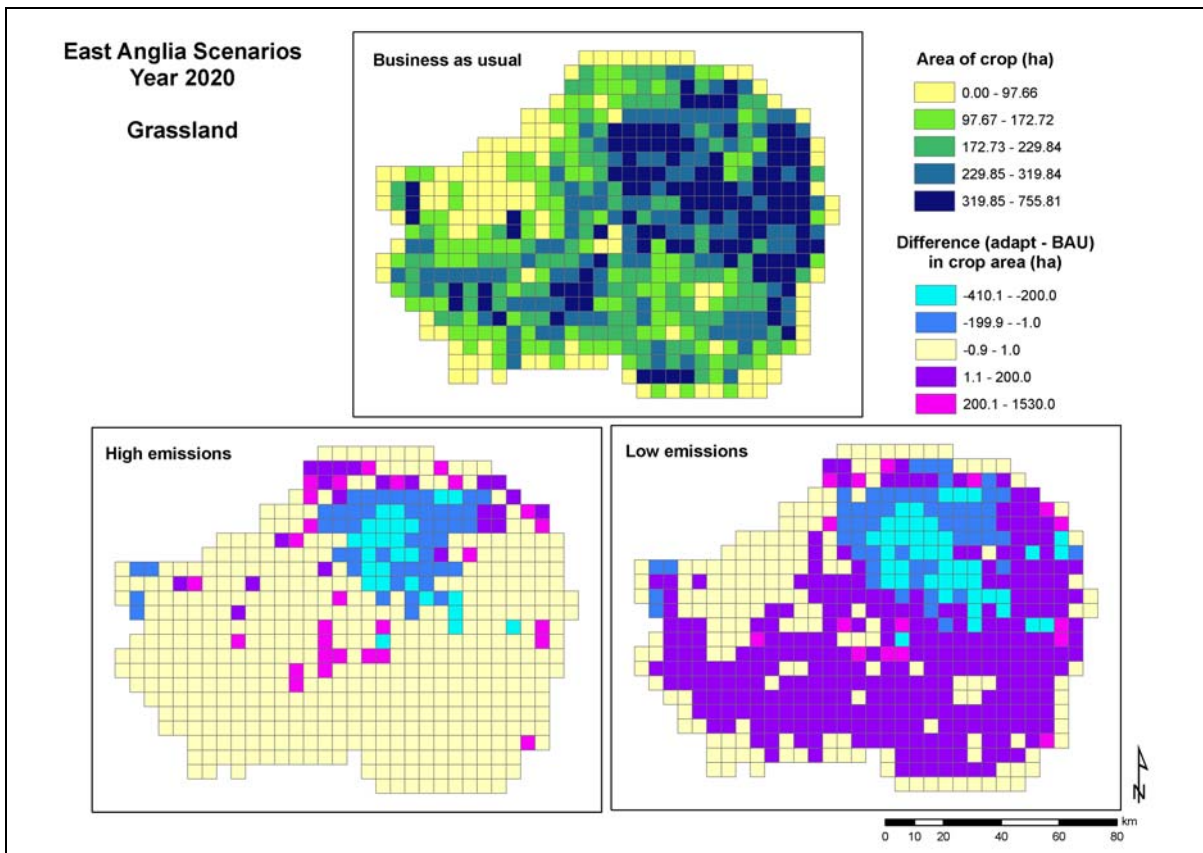 East Anglia Scenarios
Year 2020
Grassland
Business as usual
Area of crop (ha)
0.00 - 97.66
97.67 - 172.72
172.73 - 229.84
229.85 - 319.84
319.85 - 755.81
Difference (adapt - BAU)
in crop area (ha)
-410.1 - -200.0
-199.9 - -1.0
-0.9 - 1.0
1.1 - 200.0
200.1 - 1530.0
High emissions
Low emissions
N
km
0 10 20 40 60 80